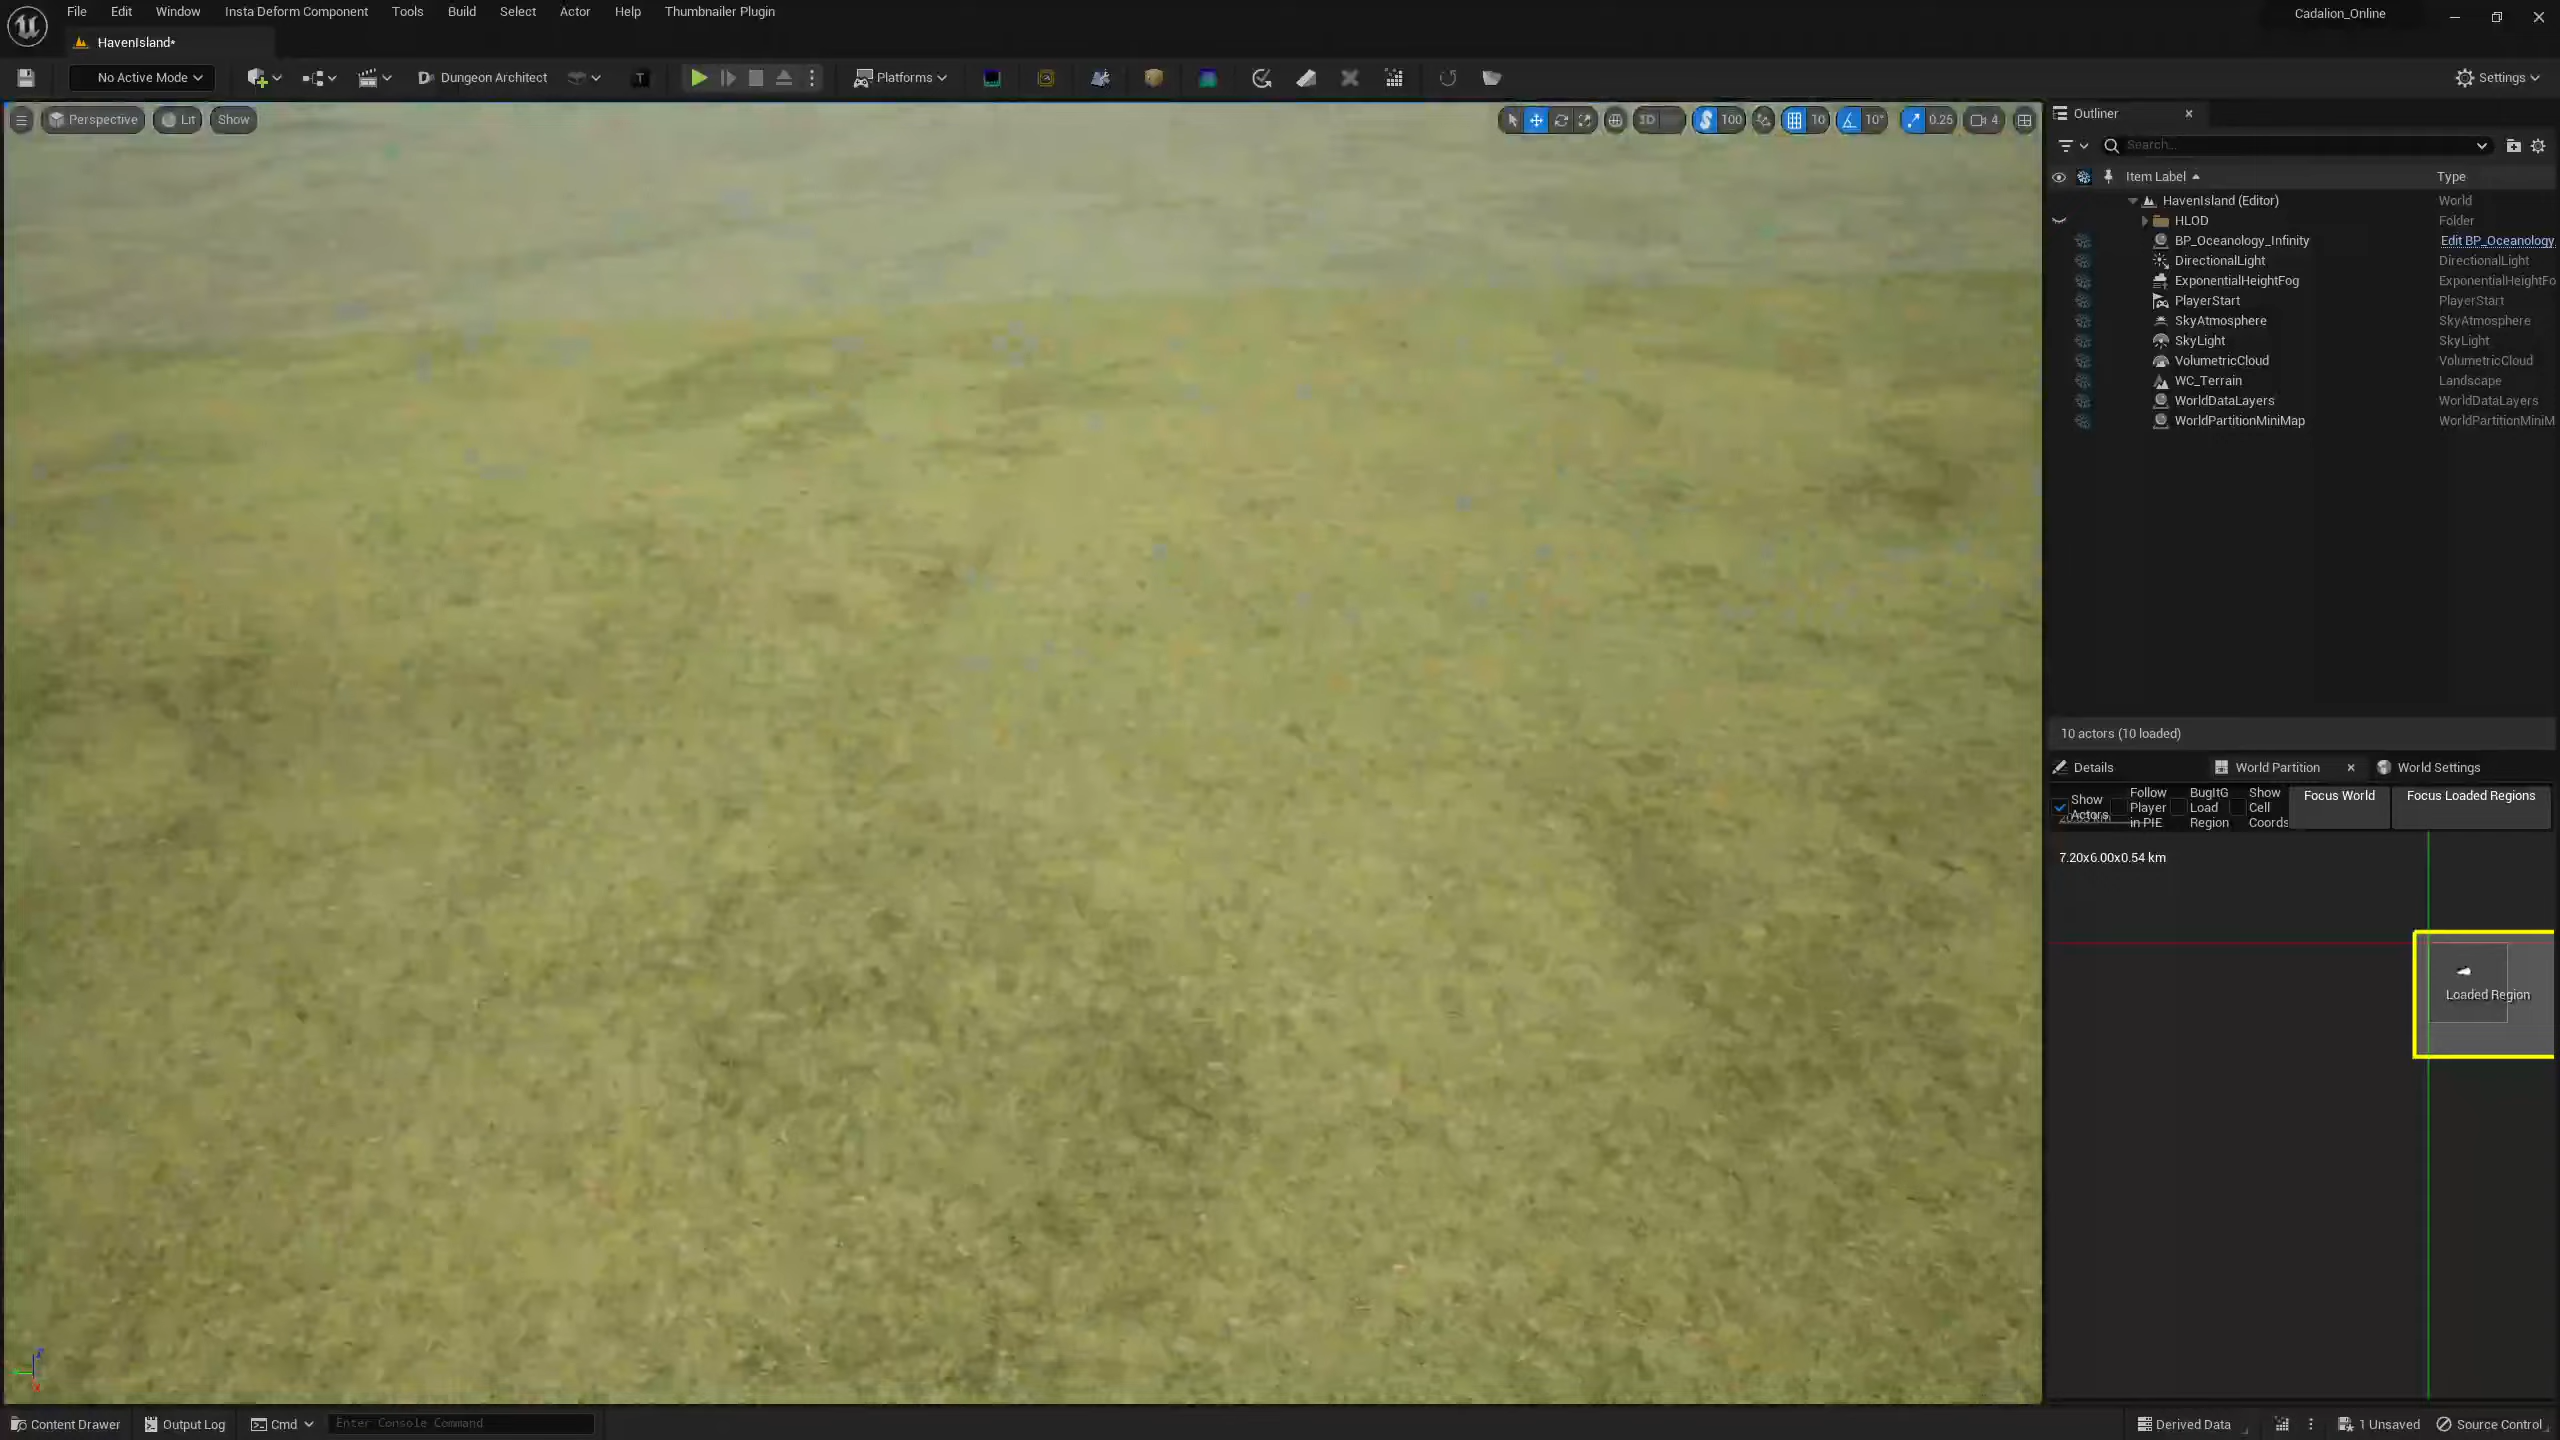 File Edit Window Insta Deform Component Tools Build Select Actor Help Thumbnailer Plugin Cadalion_Online
HavenIsland*
No Active Mode Dungeon Architect Platforms Settings
Perspective Lit Show 100 10 10° 0.25 4
Outliner
Search...
Item Label Type
HavenIsland (Editor) World
HLOD Folder
BP_Oceanology_Infinity Edit BP_Oceanology
DirectionalLight DirectionalLight
ExponentialHeightFog ExponentialHeightFo
PlayerStart PlayerStart
SkyAtmosphere SkyAtmosphere
SkyLight SkyLight
VolumetricCloud VolumetricCloud
WC_Terrain Landscape
WorldDataLayers WorldDataLayers
WorldPartitionMiniMap WorldPartitionMiniM
10 actors (10 loaded)
Details World Partition World Settings
Show Actors
Follow Player in PIE
BugItG Load Region
Show Cell Coords
Focus World
Focus Loaded Regions
7.20x6.00x0.54 km
Loaded Region
Content Drawer Output Log Cmd Enter Console Command Derived Data 1 Unsaved Source Control